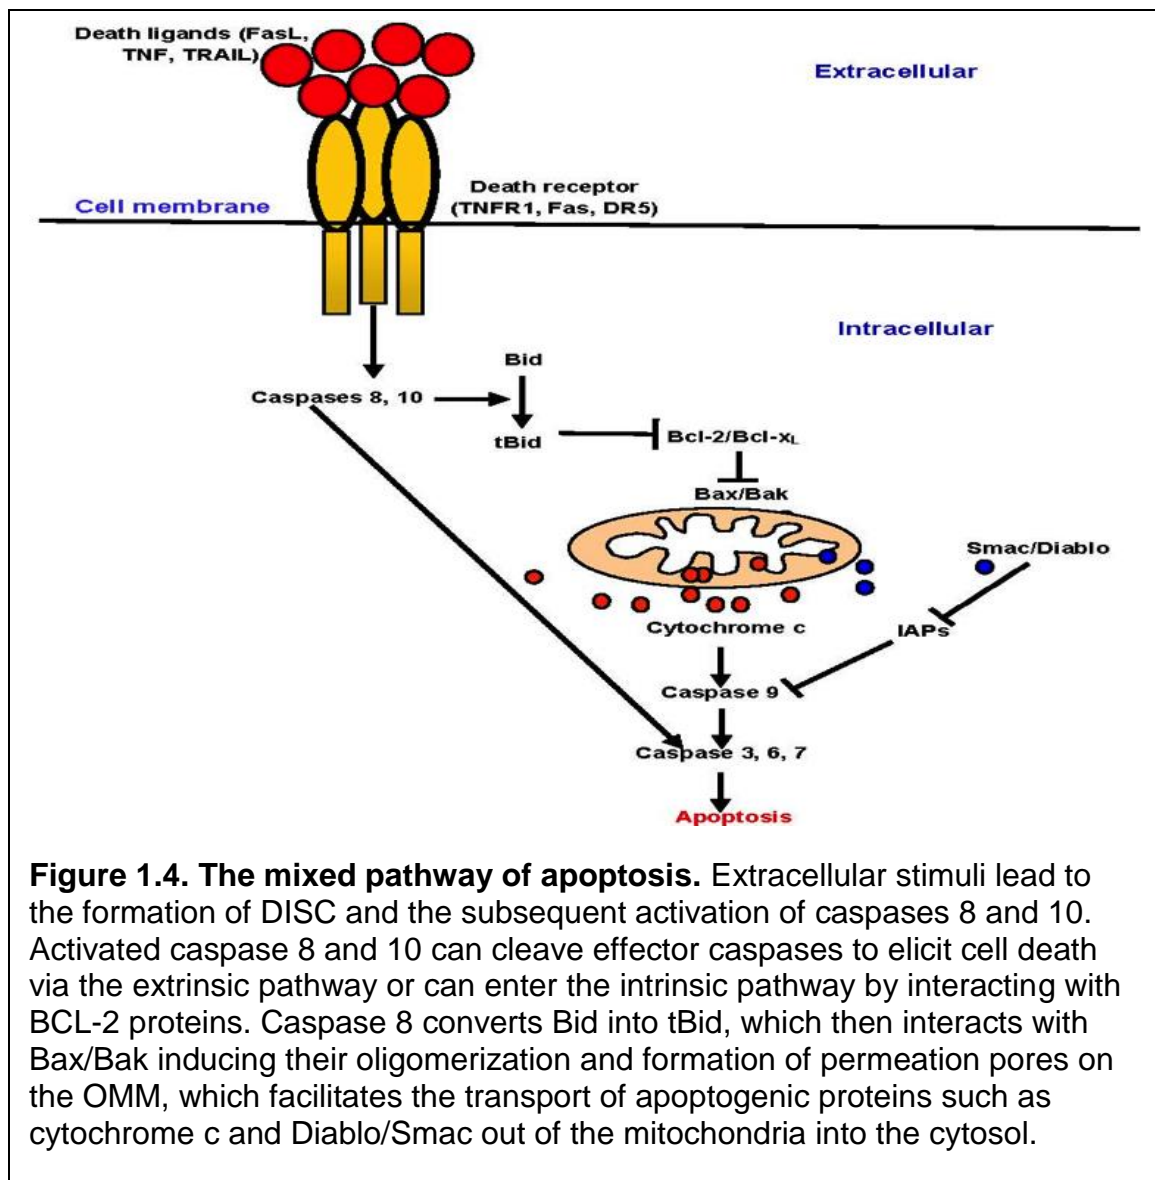 Death ligands (FasL,
TNF, TRAIL)
Extracellular
Death receptor
(TNFR1, Fas, DR5)
Cell membrane
Intracellular
Bid
Caspases 8, 10
tBid
Bcl-2/Bcl-xL
Bax/Bak
Smac/Diablo
Cytochrome c
IAPs
Caspase 9
Caspase 3, 6, 7
Apoptosis
Figure 1.4. The mixed pathway of apoptosis. Extracellular stimuli lead to
the formation of DISC and the subsequent activation of caspases 8 and 10.
Activated caspase 8 and 10 can cleave effector caspases to elicit cell death
via the extrinsic pathway or can enter the intrinsic pathway by interacting with
BCL-2 proteins. Caspase 8 converts Bid into tBid, which then interacts with
Bax/Bak inducing their oligomerization and formation of permeation pores on
the OMM, which facilitates the transport of apoptogenic proteins such as
cytochrome c and Diablo/Smac out of the mitochondria into the cytosol.